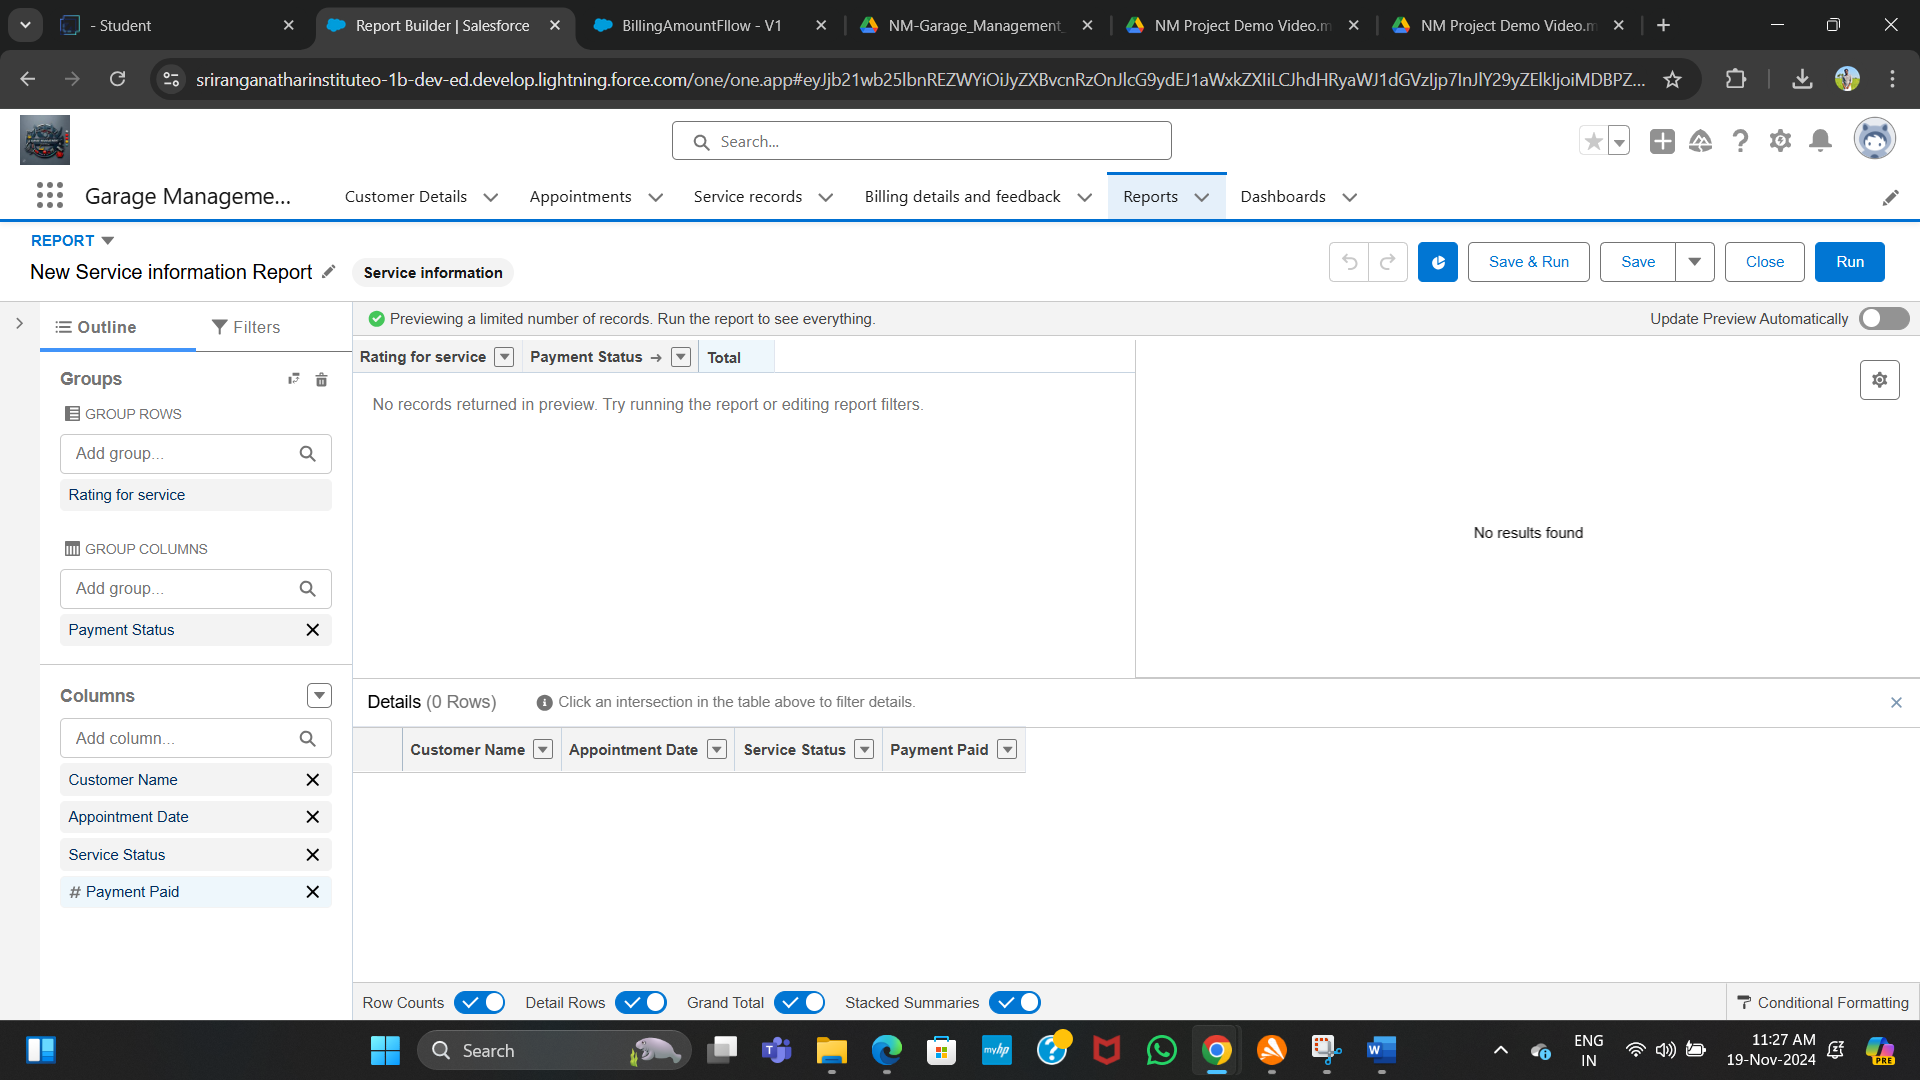 - Student
Report Builder | Salesforce
BillingAmountFllow - V1
NM-Garage_Management_
NM Project Demo Video.m
NM Project Demo Video.m
sriranganatharinstituteo-1b-dev-ed.develop.lightning.force.com/one/one.app#eyJjb21wb25lbnREZWYiOiJyZXBvcnRzOnJlcG9ydEJ1aWxkZXIiLCJhdHRyaWJ1dGVzIjp7InJlY29yZElkIjoiMDBPZ...
Search...
Garage Manageme...
Customer Details
Appointments
Service records
Billing details and feedback
Reports
Dashboards
REPORT
New Service information Report
Service information
Save & Run
Save
Close
Run
Outline
Filters
Previewing a limited number of records. Run the report to see everything.
Update Preview Automatically
Groups
GROUP ROWS
Add group...
Rating for service
GROUP COLUMNS
Add group...
Payment Status
Columns
Add column...
Customer Name
Appointment Date
Service Status
# Payment Paid
Rating for service
Payment Status →
Total
No records returned in preview. Try running the report or editing report filters.
No results found
Details (0 Rows)
Click an intersection in the table above to filter details.
Customer Name
Appointment Date
Service Status
Payment Paid
Row Counts
Detail Rows
Grand Total
Stacked Summaries
Conditional Formatting
Search
myhp
ENG
IN
11:27 AM
19-Nov-2024
PRE